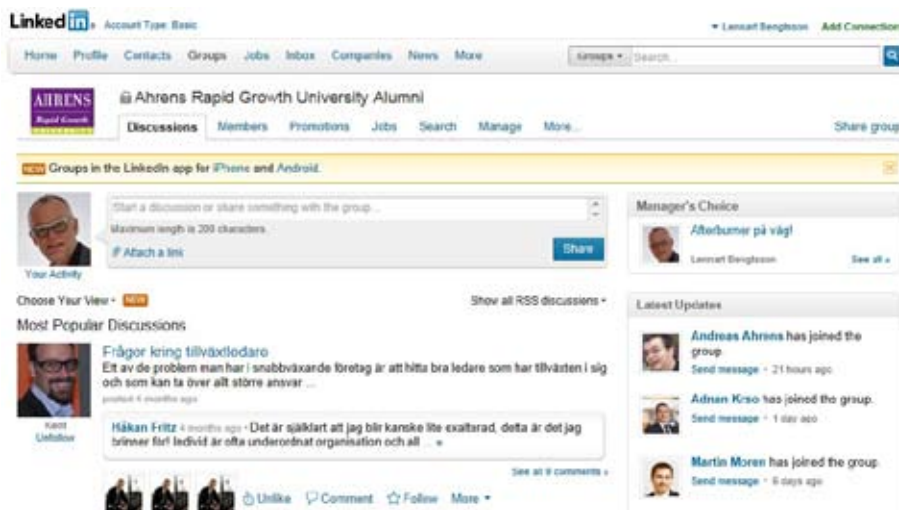 Linked in Account Type: Basic
Lennart Bengtsson Add Connection
Home Profile Contacts Groups Jobs Inbox Companies News More
Groups Search...
AHRENS
Rapid Growth
UNIVERSITY
Ahrens Rapid Growth University Alumni
Discussions Members Promotions Jobs Search Manage More...
Share group
NEW Groups in the LinkedIn app for iPhone and Android.
Start a discussion or share something with the group...
Maximum length is 200 characters.
Attach a link
Share
Your Activity
Manager's Choice
Afterburner på väg!
Lennart Bengtsson See all »
Choose Your View NEW
Show all RSS discussions
Most Popular Discussions
Frågor kring tillväxtledare
Ett av de problem man har i snabbväxande företag är att hitta bra ledare som har tillväxten i sig
och som kan ta över allt större ansvar ...
posted 4 months ago
Kent
Unfollow
Håkan Fritz 4 months ago • Det är självklart att jag blir kanske lite exalterad, detta är det jag
brinner för! Individ är ofta underordnat organisation och all ... »
See all 9 comments »
Unlike Comment Follow More
Latest Updates
Andreas Ahrens has joined the
group.
Send message • 21 hours ago
Adnan Krso has joined the group.
Send message • 1 day ago
Martin Moren has joined the group.
Send message • 6 days ago